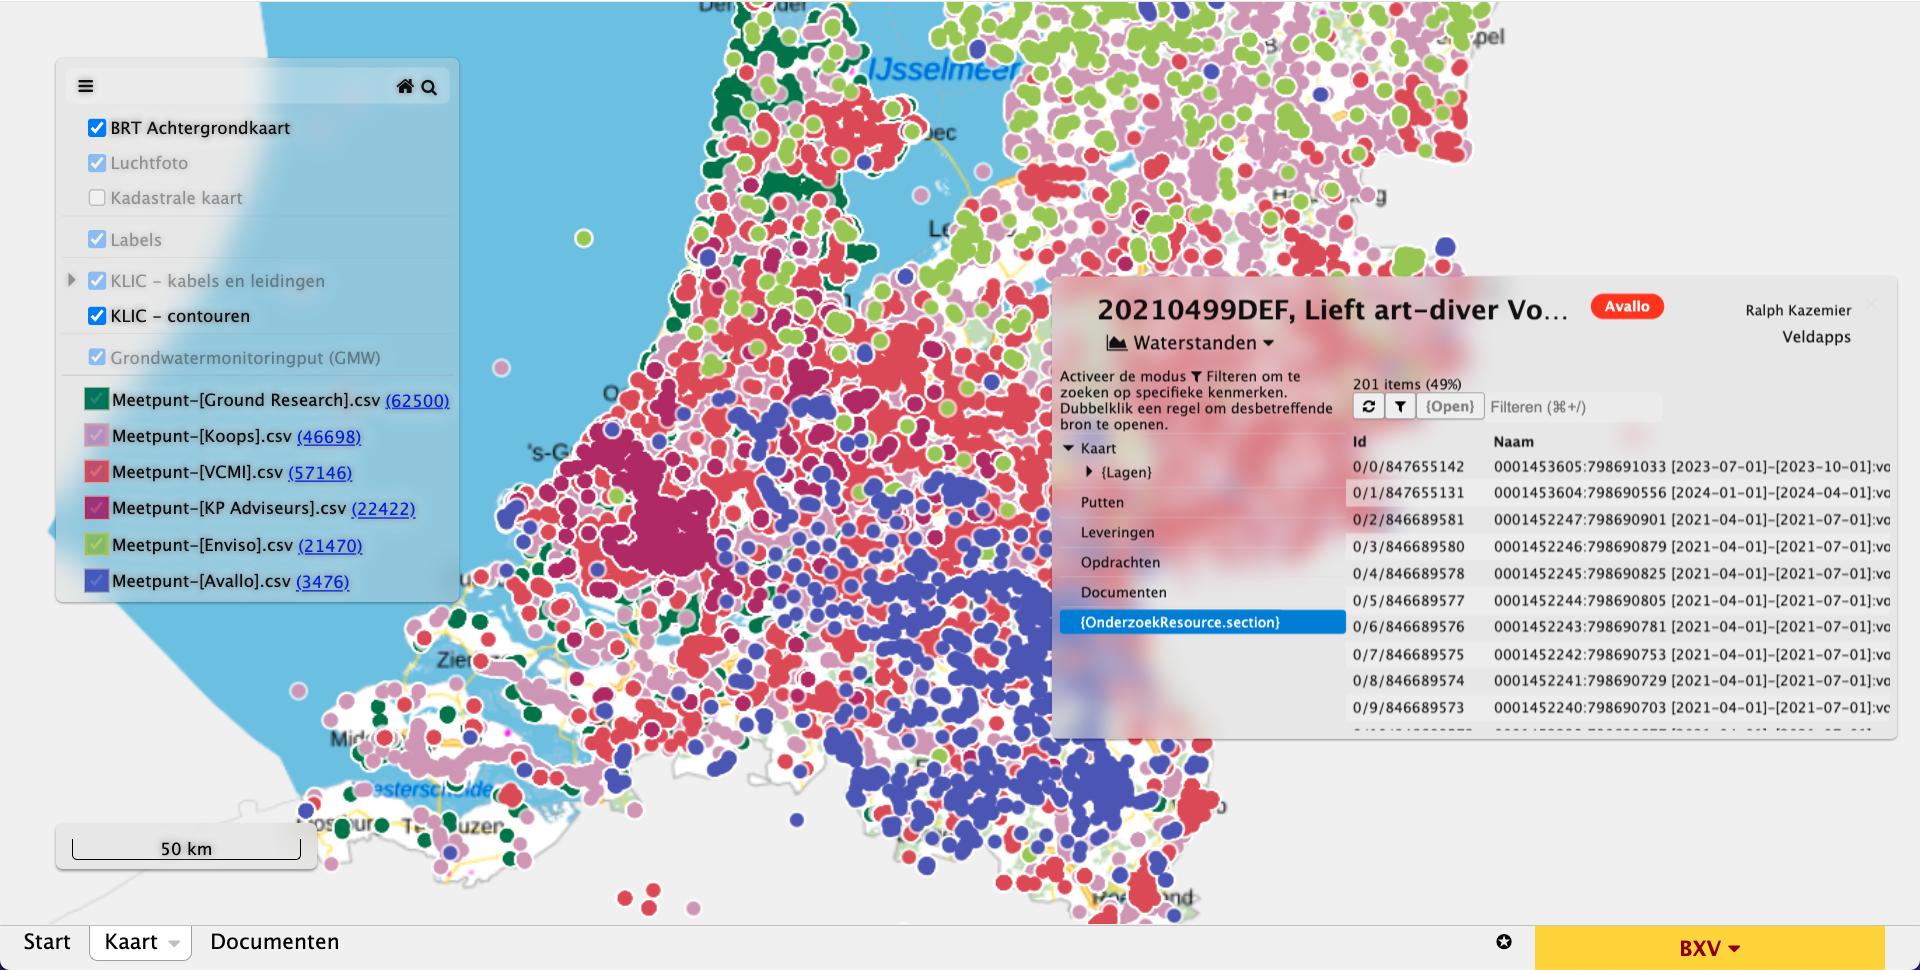 IJsselmeer
BRT Achtergrondkaart
Luchtfoto
Kadastrale kaart
Labels
KLIC - kabels en leidingen
KLIC - contouren
Grondwatermonitoringput (GMW)
Meetpunt-[Ground Research].csv (62500)
Meetpunt-[Koops].csv (46698)
Meetpunt-[VCMI].csv (57146)
Meetpunt-[KP Adviseurs].csv (22422)
Meetpunt-[Enviso].csv (21470)
Meetpunt-[Avallo].csv (3476)
20210499DEF, Lieft art-diver Vo...
Avallo
Ralph Kazemier
Veldapps
Waterstanden
Activeer de modus Filteren om te
zoeken op specifieke kenmerken.
Dubbelklik een regel om desbetreffende
bron te openen.
Kaart
{Lagen}
Putten
Leveringen
Opdrachten
Documenten
{OnderzoekResource.section}
201 items (49%)
{Open} Filteren (⌘+/)
Id Naam
0/0/847655142 0001453605:798691033 [2023-07-01]-[2023-10-01]:vo
0/1/847655131 0001453604:798690556 [2024-01-01]-[2024-04-01]:vo
0/2/846689581 0001452247:798690901 [2021-04-01]-[2021-07-01]:vo
0/3/846689580 0001452246:798690879 [2021-04-01]-[2021-07-01]:vo
0/4/846689578 0001452245:798690825 [2021-04-01]-[2021-07-01]:vo
0/5/846689577 0001452244:798690805 [2021-04-01]-[2021-07-01]:vo
0/6/846689576 0001452243:798690781 [2021-04-01]-[2021-07-01]:vo
0/7/846689575 0001452242:798690753 [2021-04-01]-[2021-07-01]:vo
0/8/846689574 0001452241:798690729 [2021-04-01]-[2021-07-01]:vo
0/9/846689573 0001452240:798690703 [2021-04-01]-[2021-07-01]:vo
50 km
Start Kaart Documenten
BXV